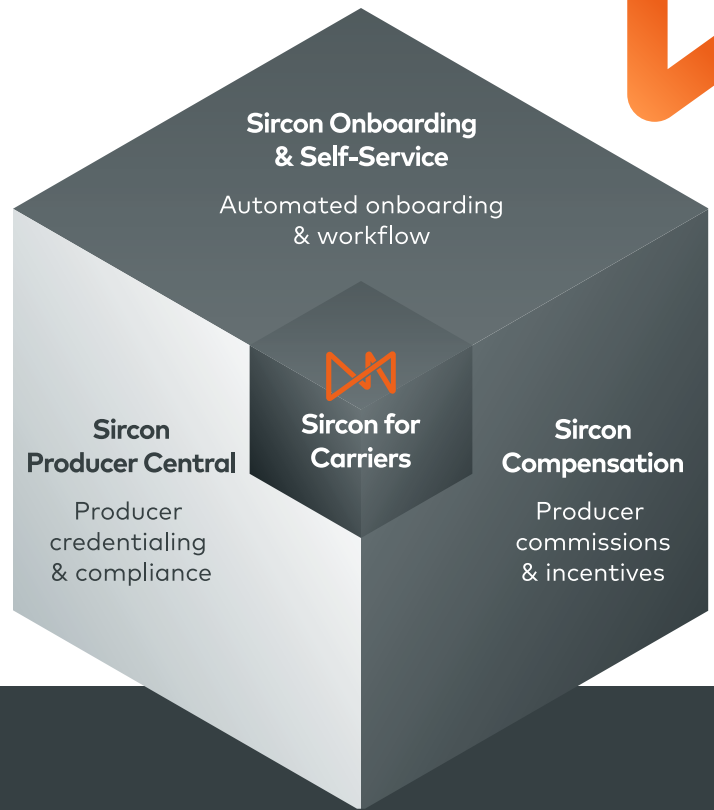 Sircon Onboarding
& Self-Service
Automated onboarding
& workflow
Sircon for
Carriers
Sircon
Producer Central
Producer
credentialing
& compliance
Sircon
Compensation
Producer
commissions
& incentives